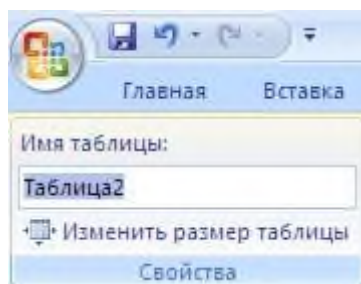 Главная Вставка
Имя таблицы:
Таблица2
Изменить размер таблицы
Свойства